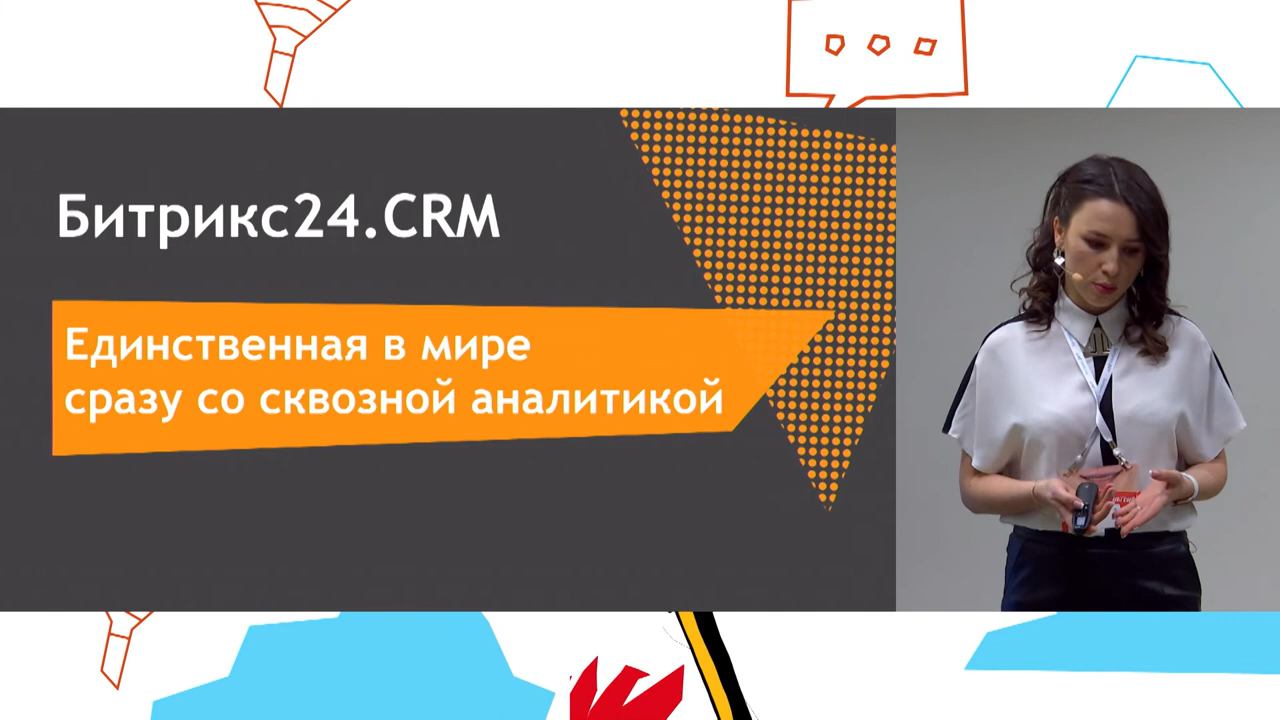 Битрикс24.CRM
Единственная в мире
сразу со сквозной аналитикой